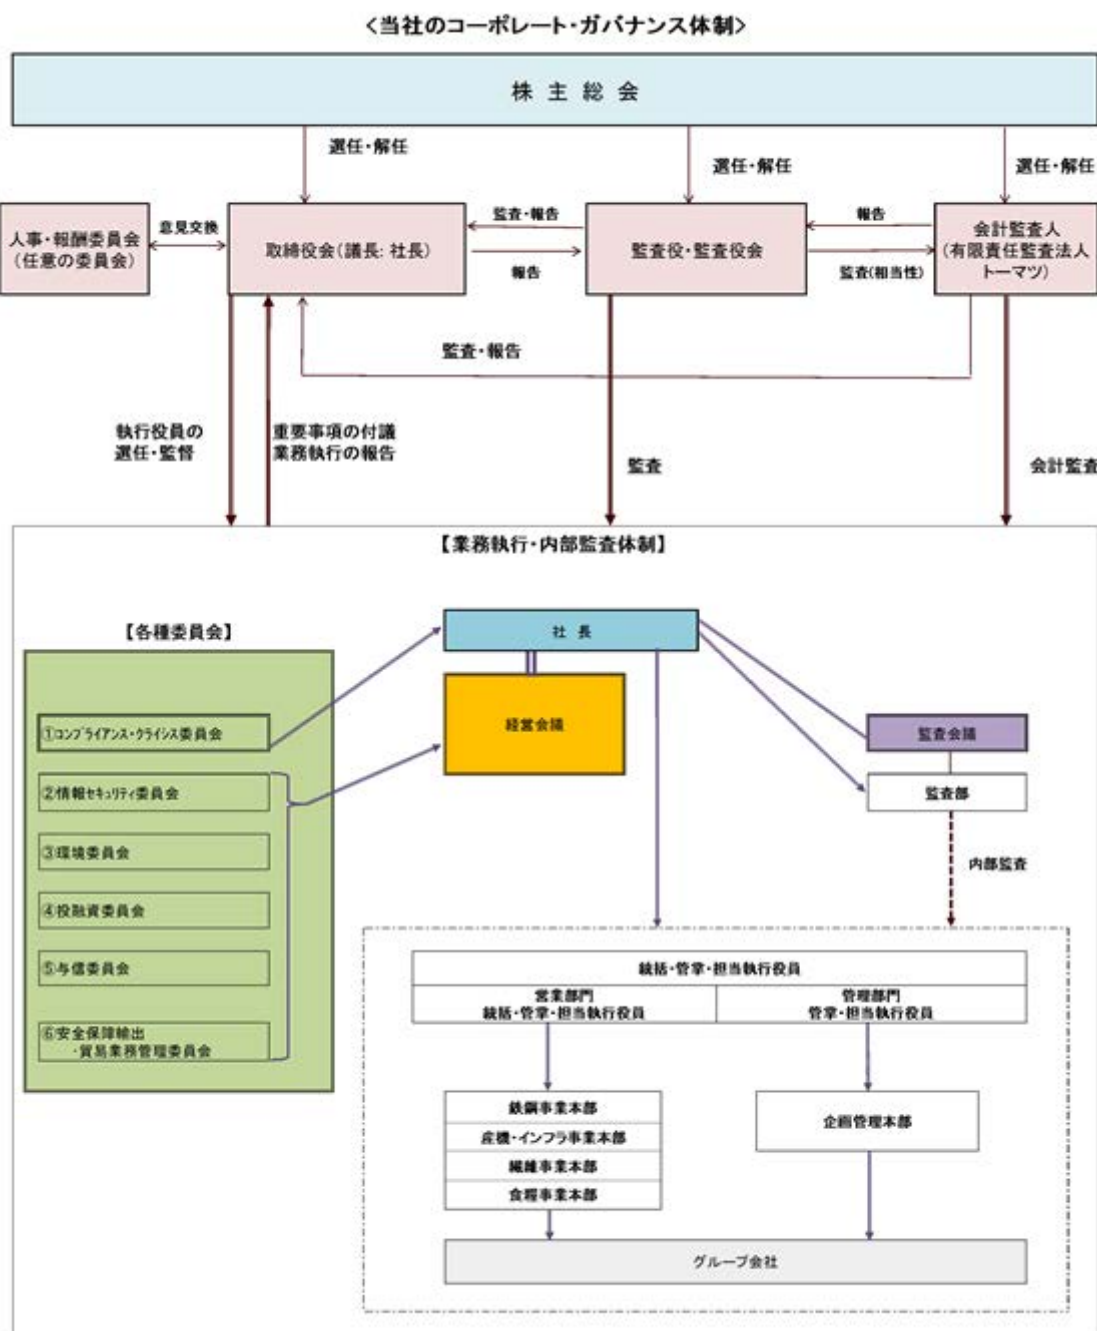 <当社のコーポレート・ガバナンス体制>
株主総会
選任・解任
選任・解任
選任・解任
人事・報酬委員会
(任意の委員会)
意見交換
取締役会(議長:社長)
監査・報告
報告
監査役・監査役会
報告
監査(相当性)
会計監査人
(有限責任監査法人
トーマツ)
監査・報告
執行役員の
選任・監督
重要事項の付議
業務執行の報告
監査
会計監査
【業務執行・内部監査体制】
【各種委員会】
社長
経営会議
①コンプライアンス・クライシス委員会
②情報セキュリティ委員会
③環境委員会
④投融資委員会
⑤与信委員会
⑥安全保障輸出
・貿易業務管理委員会
監査会議
監査部
内部監査
統括・管掌・担当執行役員
営業部門
統括・管掌・担当執行役員
管理部門
管掌・担当執行役員
鉄鋼事業本部
産機・インフラ事業本部
繊維事業本部
食糧事業本部
企画管理本部
グループ会社